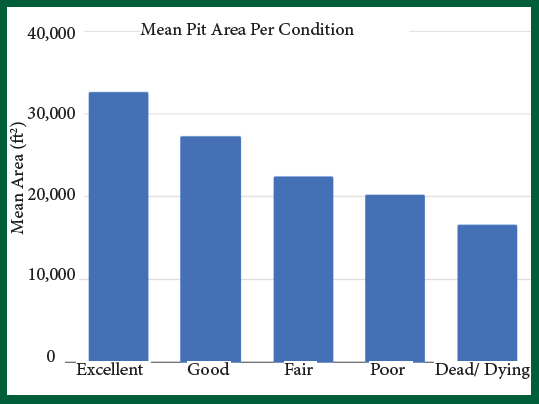 Mean Pit Area Per Condition
Mean Area (ft²)
40,000
30,000
20,000
10,000
0
Excellent Good Fair Poor Dead/ Dying